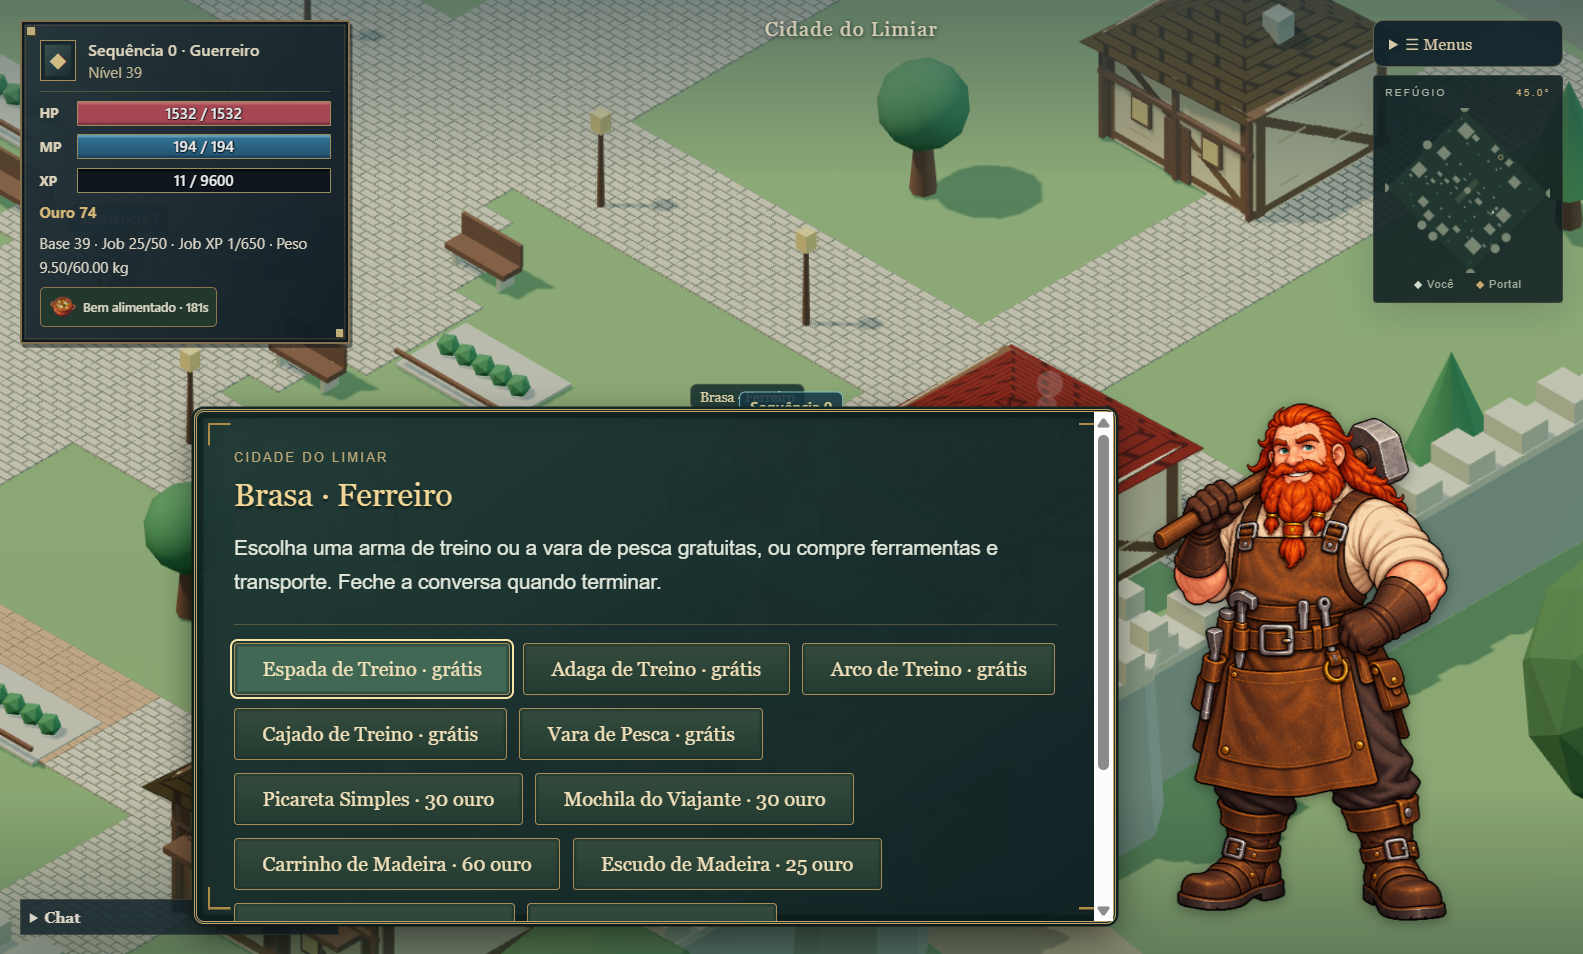 Cidade do Limiar
Sequência 0 · Guerreiro
Nível 39
HP 1532 / 1532
MP 194 / 194
XP 11 / 9600
Ouro 74
Base 39 · Job 25/50 · Job XP 1/650 · Peso
9.50/60.00 kg
Bem alimentado · 181s
☰ Menus
REFÚGIO 45.0°
Você Portal
Brasa · Ferreiro
Sequência 0
CIDADE DO LIMIAR
Brasa · Ferreiro
Escolha uma arma de treino ou a vara de pesca gratuitas, ou compre ferramentas e
transporte. Feche a conversa quando terminar.
Espada de Treino · grátis
Adaga de Treino · grátis
Arco de Treino · grátis
Cajado de Treino · grátis
Vara de Pesca · grátis
Picareta Simples · 30 ouro
Mochila do Viajante · 30 ouro
Carrinho de Madeira · 60 ouro
Escudo de Madeira · 25 ouro
Chat